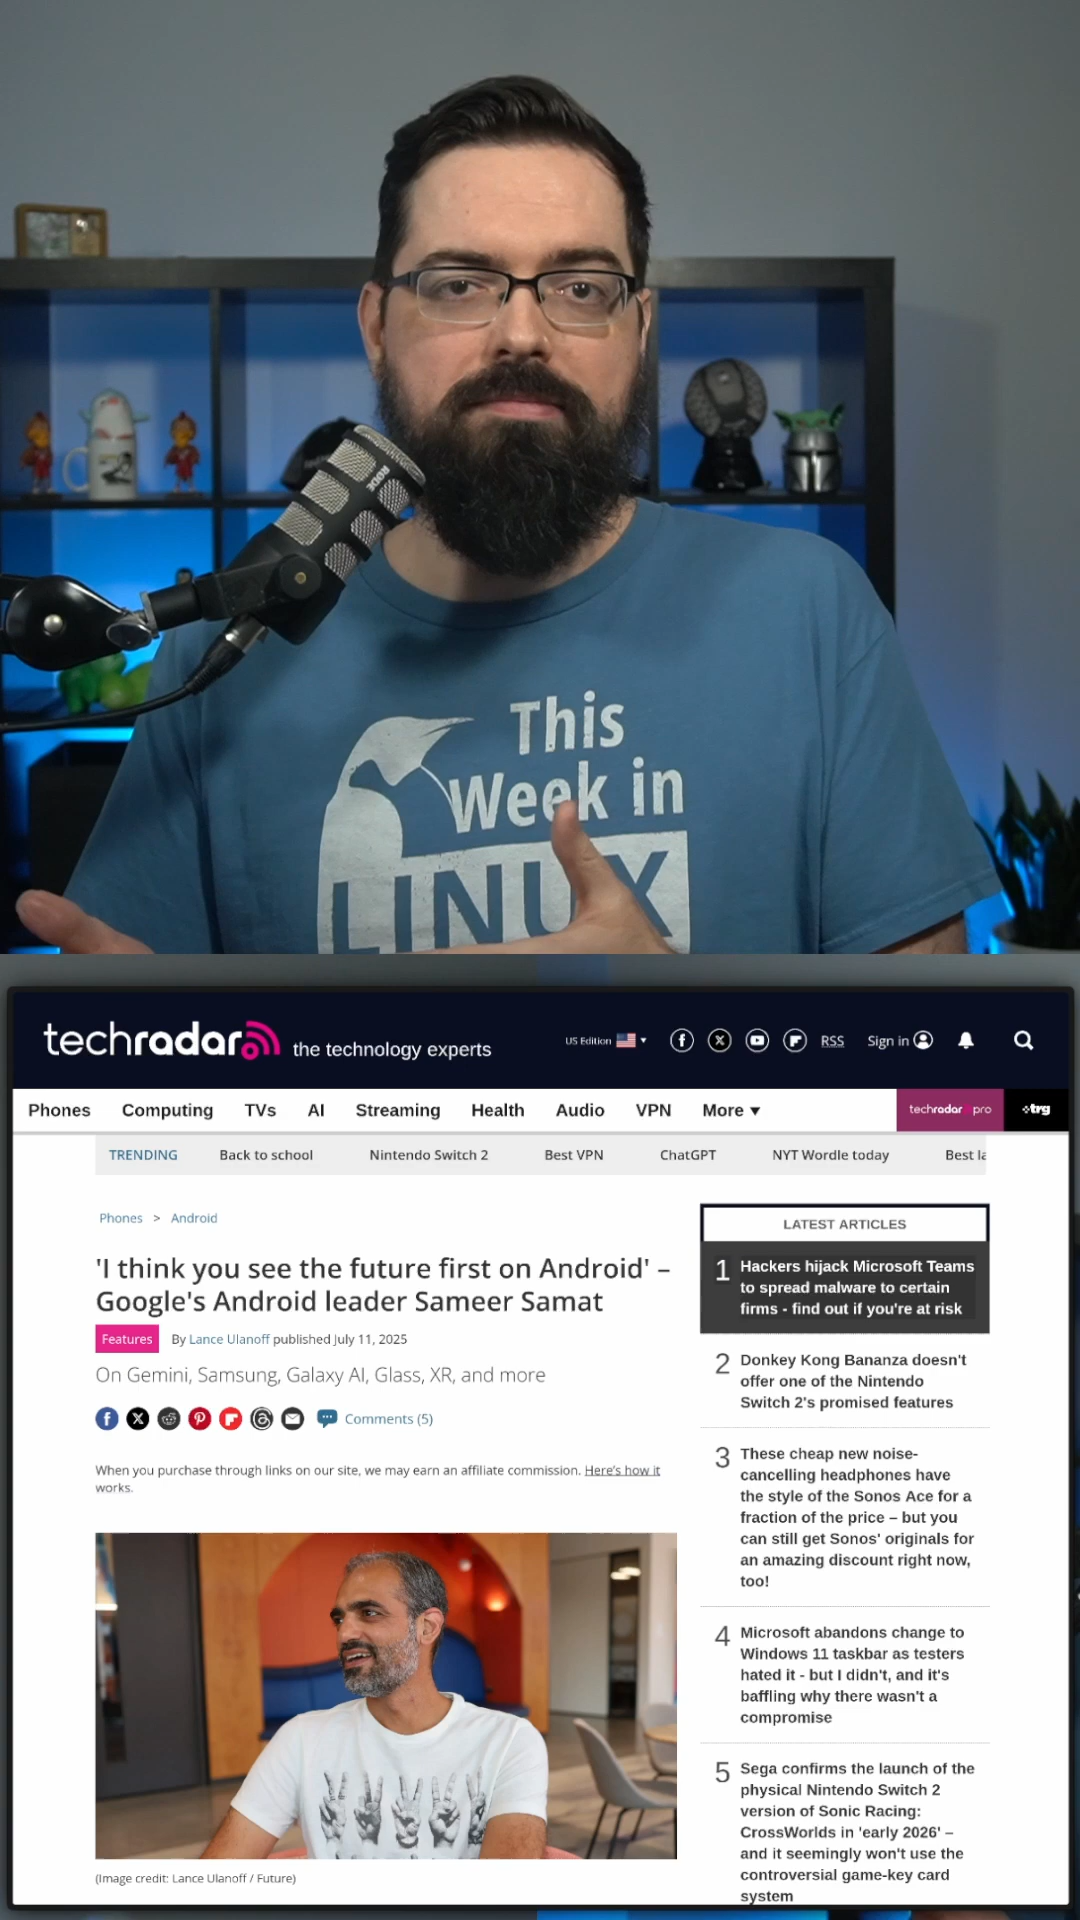 RODE
This
Week in
LINUX
techradar
the technology experts
US Edition
RSS
Sign in
Phones
Computing
TVs
AI
Streaming
Health
Audio
VPN
More ▼
techradar pro
trg
TRENDING
Back to school
Nintendo Switch 2
Best VPN
ChatGPT
NYT Wordle today
Best la
Phones > Android
'I think you see the future first on Android' –
Google's Android leader Sameer Samat
Features
By Lance Ulanoff published July 11, 2025
On Gemini, Samsung, Galaxy AI, Glass, XR, and more
Comments (5)
When you purchase through links on our site, we may earn an affiliate commission. Here's how it
works.
(Image credit: Lance Ulanoff / Future)
LATEST ARTICLES
1
Hackers hijack Microsoft Teams
to spread malware to certain
firms - find out if you're at risk
2
Donkey Kong Bananza doesn't
offer one of the Nintendo
Switch 2's promised features
3
These cheap new noise-
cancelling headphones have
the style of the Sonos Ace for a
fraction of the price – but you
can still get Sonos' originals for
an amazing discount right now,
too!
4
Microsoft abandons change to
Windows 11 taskbar as testers
hated it - but I didn't, and it's
baffling why there wasn't a
compromise
5
Sega confirms the launch of the
physical Nintendo Switch 2
version of Sonic Racing:
CrossWorlds in 'early 2026' –
and it seemingly won't use the
controversial game-key card
system